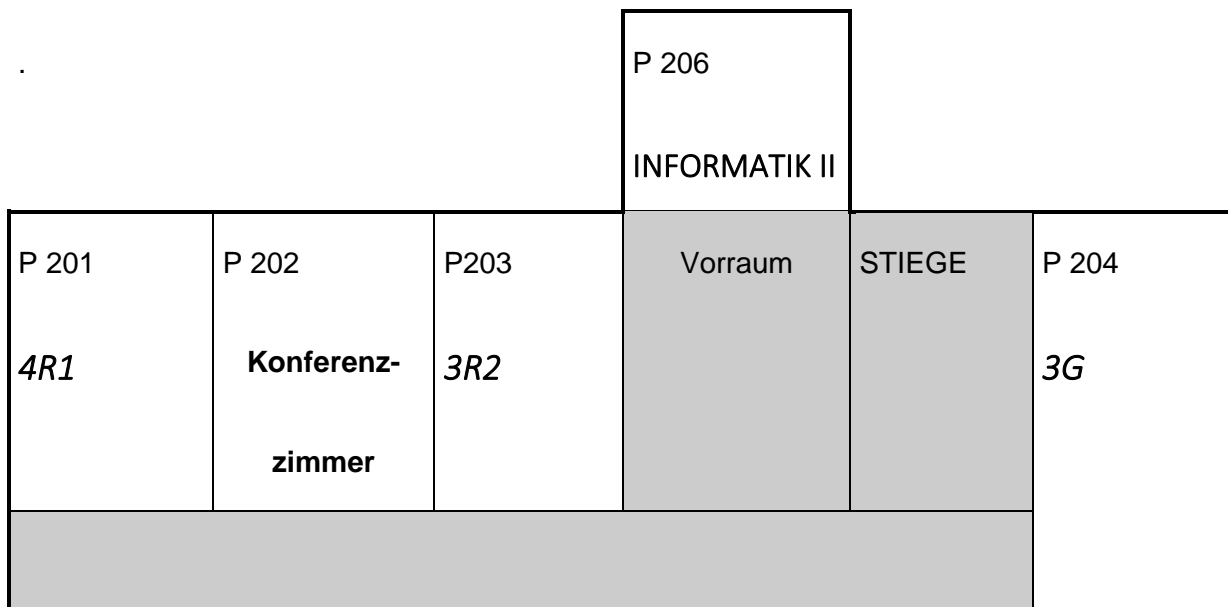 .
P 206
INFORMATIK II
P 201
4R1
P 202
Konferenz-
zimmer
P203
3R2
Vorraum
STIEGE
P 204
3G